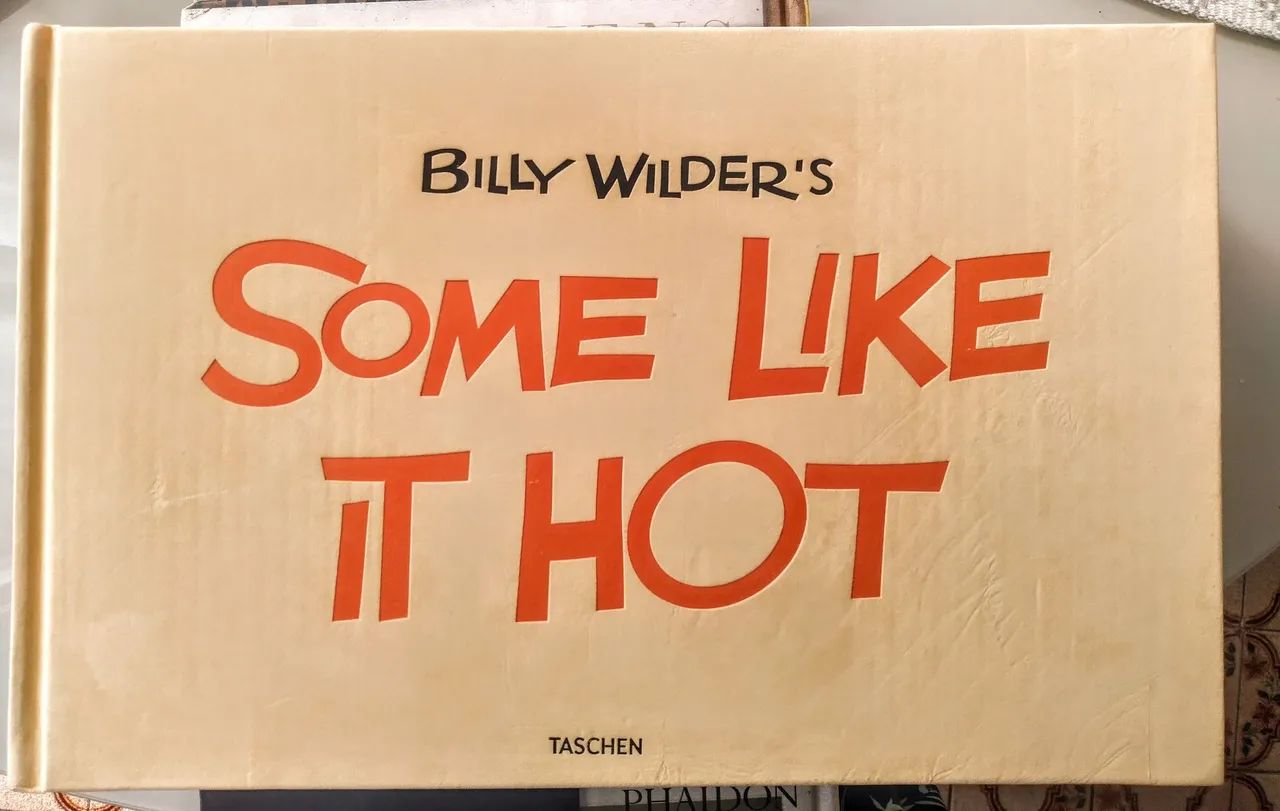 BILLY WILDER'S
SOME LIKE
IT HOT
TASCHEN
PHAIDON